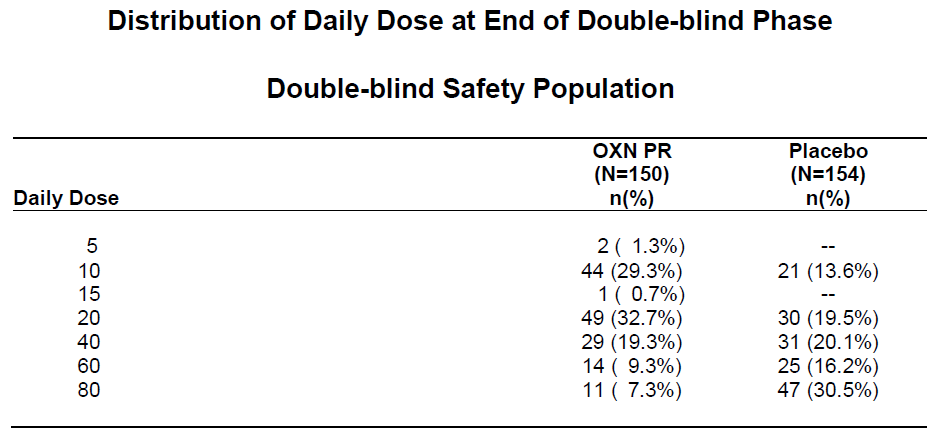 Distribution of Daily Dose at End of Double-blind Phase
Double-blind Safety Population
OXN PR Placebo
(N=150) (N=154)
Daily Dose n(%) n(%)
5 2 ( 1.3%) --
10 44 (29.3%) 21 (13.6%)
15 1 ( 0.7%) --
20 49 (32.7%) 30 (19.5%)
40 29 (19.3%) 31 (20.1%)
60 14 ( 9.3%) 25 (16.2%)
80 11 ( 7.3%) 47 (30.5%)